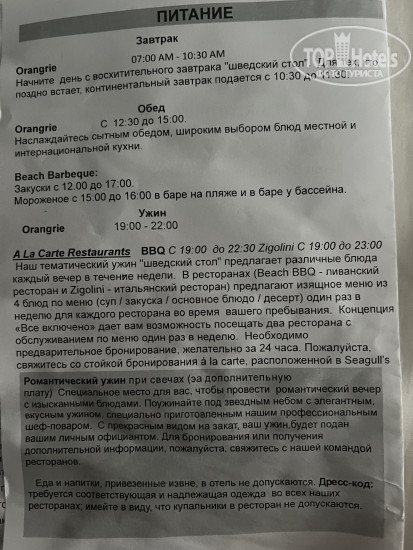 ПИТАНИЕ
TOPHotels
Завтрак
07:00 AM - 10:30 AM
Orangrie
Начните день с восхитительного завтрака "шведский стол". Для тех, кто
поздно встает, континентальный завтрак подается с 10:30 до
Обед
Orangrie С 12:30 до 15:00.
Наслаждайтесь сытным обедом, широким выбором блюд местной и
интернациональной кухни.
Beach Barbeque:
Закуски с 12.00 до 17:00.
Мороженое с 15:00 до 16:00 в баре на пляже и в баре у бассейна.
Ужин
Orangrie 19:00 - 22:00
A La Carte Restaurants BBQ С 19:00 до 22:30 Zigolini С 19:00 до 23:00
Наш тематический ужин "шведский стол" предлагает различные блюда
каждый вечер в течение недели. В ресторанах (Beach BBQ - ливанский
ресторан и Zigolini - итальянский ресторан) предлагают изящное меню из
4 блюд по меню (суп / закуска / основное блюдо / десерт) один раз в
неделю для каждого ресторана во время вашего пребывания. Концепция
«Все включено» дает вам возможность посещать два ресторана с
обслуживанием по меню один раз в неделю. Необходимо
предварительное бронирование, желательно за 24 часа. Пожалуйста,
свяжитесь со стойкой бронирования à la carte, расположенной в Seagull's
Романтический ужин при свечах (за дополнительную
плату) Специальное место для вас, чтобы провести романтический вечер
с изысканными блюдами. Поужинайте под звездным небом с элегантным,
вкусным ужином, специально приготовленным нашим профессиональным
шеф-поваром. С прекрасным видом на закат, ваш ужин будет подан
вашим личным официантом. Для бронирования или получения
дополнительной информации, пожалуйста, свяжитесь с нашей командой
ресторанов.
Еда и напитки, привезенные извне, в отель не допускаются. Дресс-код:
требуется соответствующая и надлежащая одежда во всех наших
ресторанах; имейте в виду, что купальники в ресторан не допускаются.